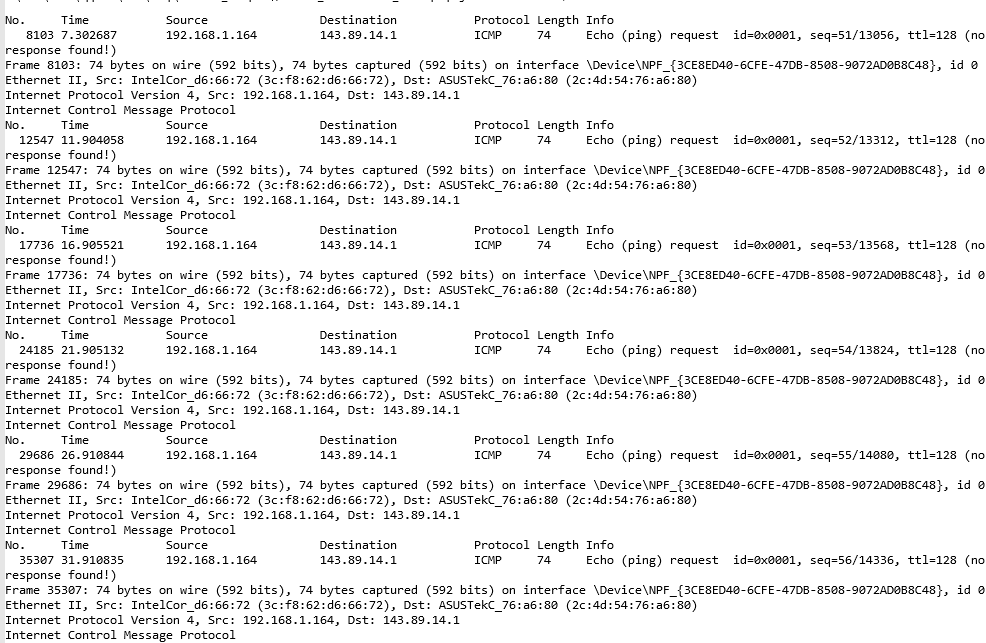 No. Time Source Destination Protocol Length Info
8103 7.302687 192.168.1.164 143.89.14.1 ICMP 74 Echo (ping) request id=0x0001, seq=51/13056, ttl=128 (no
response found!)
Frame 8103: 74 bytes on wire (592 bits), 74 bytes captured (592 bits) on interface \Device\NPF_{3CE8ED40-6CFE-47DB-8508-9072AD0B8C48}, id 0
Ethernet II, Src: IntelCor_d6:66:72 (3c:f8:62:d6:66:72), Dst: ASUSTekC_76:a6:80 (2c:4d:54:76:a6:80)
Internet Protocol Version 4, Src: 192.168.1.164, Dst: 143.89.14.1
Internet Control Message Protocol
No. Time Source Destination Protocol Length Info
12547 11.904058 192.168.1.164 143.89.14.1 ICMP 74 Echo (ping) request id=0x0001, seq=52/13312, ttl=128 (no
response found!)
Frame 12547: 74 bytes on wire (592 bits), 74 bytes captured (592 bits) on interface \Device\NPF_{3CE8ED40-6CFE-47DB-8508-9072AD0B8C48}, id 0
Ethernet II, Src: IntelCor_d6:66:72 (3c:f8:62:d6:66:72), Dst: ASUSTekC_76:a6:80 (2c:4d:54:76:a6:80)
Internet Protocol Version 4, Src: 192.168.1.164, Dst: 143.89.14.1
Internet Control Message Protocol
No. Time Source Destination Protocol Length Info
17736 16.905521 192.168.1.164 143.89.14.1 ICMP 74 Echo (ping) request id=0x0001, seq=53/13568, ttl=128 (no
response found!)
Frame 17736: 74 bytes on wire (592 bits), 74 bytes captured (592 bits) on interface \Device\NPF_{3CE8ED40-6CFE-47DB-8508-9072AD0B8C48}, id 0
Ethernet II, Src: IntelCor_d6:66:72 (3c:f8:62:d6:66:72), Dst: ASUSTekC_76:a6:80 (2c:4d:54:76:a6:80)
Internet Protocol Version 4, Src: 192.168.1.164, Dst: 143.89.14.1
Internet Control Message Protocol
No. Time Source Destination Protocol Length Info
24185 21.905132 192.168.1.164 143.89.14.1 ICMP 74 Echo (ping) request id=0x0001, seq=54/13824, ttl=128 (no
response found!)
Frame 24185: 74 bytes on wire (592 bits), 74 bytes captured (592 bits) on interface \Device\NPF_{3CE8ED40-6CFE-47DB-8508-9072AD0B8C48}, id 0
Ethernet II, Src: IntelCor_d6:66:72 (3c:f8:62:d6:66:72), Dst: ASUSTekC_76:a6:80 (2c:4d:54:76:a6:80)
Internet Protocol Version 4, Src: 192.168.1.164, Dst: 143.89.14.1
Internet Control Message Protocol
No. Time Source Destination Protocol Length Info
29686 26.910844 192.168.1.164 143.89.14.1 ICMP 74 Echo (ping) request id=0x0001, seq=55/14080, ttl=128 (no
response found!)
Frame 29686: 74 bytes on wire (592 bits), 74 bytes captured (592 bits) on interface \Device\NPF_{3CE8ED40-6CFE-47DB-8508-9072AD0B8C48}, id 0
Ethernet II, Src: IntelCor_d6:66:72 (3c:f8:62:d6:66:72), Dst: ASUSTekC_76:a6:80 (2c:4d:54:76:a6:80)
Internet Protocol Version 4, Src: 192.168.1.164, Dst: 143.89.14.1
Internet Control Message Protocol
No. Time Source Destination Protocol Length Info
35307 31.910835 192.168.1.164 143.89.14.1 ICMP 74 Echo (ping) request id=0x0001, seq=56/14336, ttl=128 (no
response found!)
Frame 35307: 74 bytes on wire (592 bits), 74 bytes captured (592 bits) on interface \Device\NPF_{3CE8ED40-6CFE-47DB-8508-9072AD0B8C48}, id 0
Ethernet II, Src: IntelCor_d6:66:72 (3c:f8:62:d6:66:72), Dst: ASUSTekC_76:a6:80 (2c:4d:54:76:a6:80)
Internet Protocol Version 4, Src: 192.168.1.164, Dst: 143.89.14.1
Internet Control Message Protocol